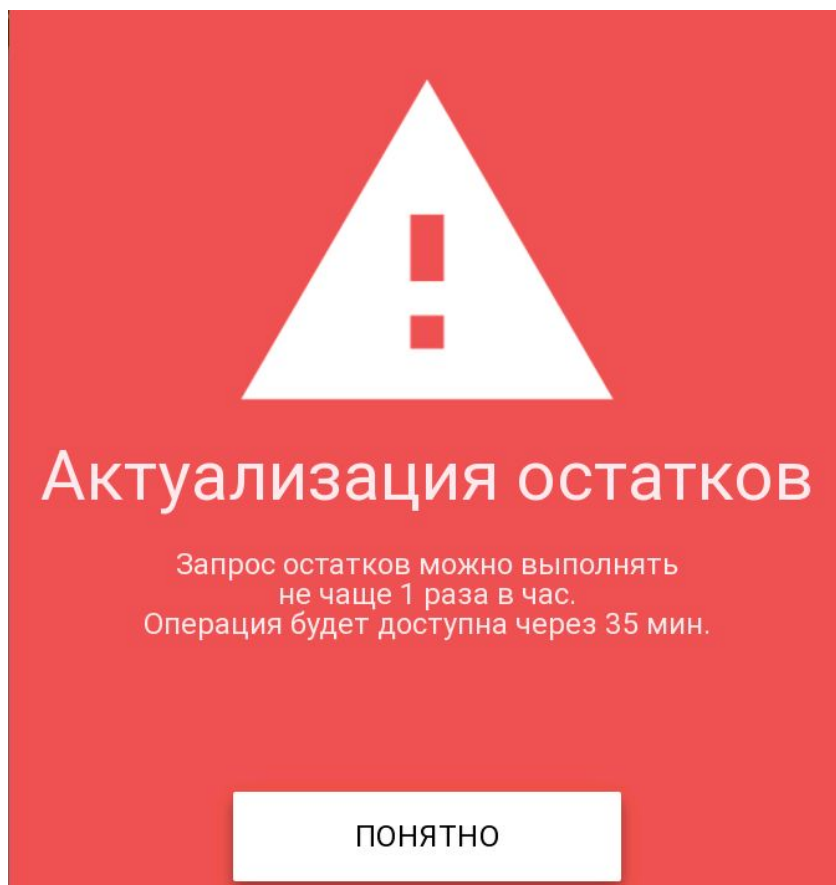 Актуализация остатков
Запрос остатков можно выполнять
не чаще 1 раза в час.
Операция будет доступна через 35 мин.
ПОНЯТНО